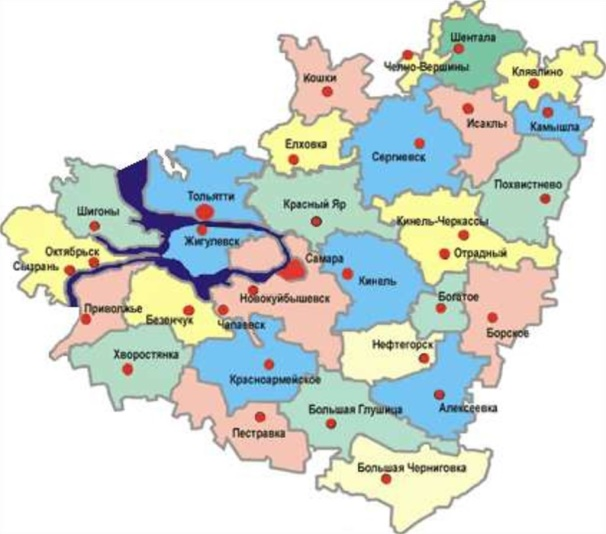 Шентала
Челно-Вершины
Клявлино
Кошки
Исаклы
Камышла
Елховка
Сергиевск
Похвистнево
Тольятти
Красный Яр
Шигоны
Кинель-Черкассы
Жигулевск
Октябрьск
Отрадный
Сызрань
Самара
Кинель
Новокуйбышевск
Богатое
Приволжье
Безенчук
Чапаевск
Борское
Нефтегорск
Хворостянка
Красноармейское
Большая Глушица
Алексеевка
Пестравка
Большая Черниговка